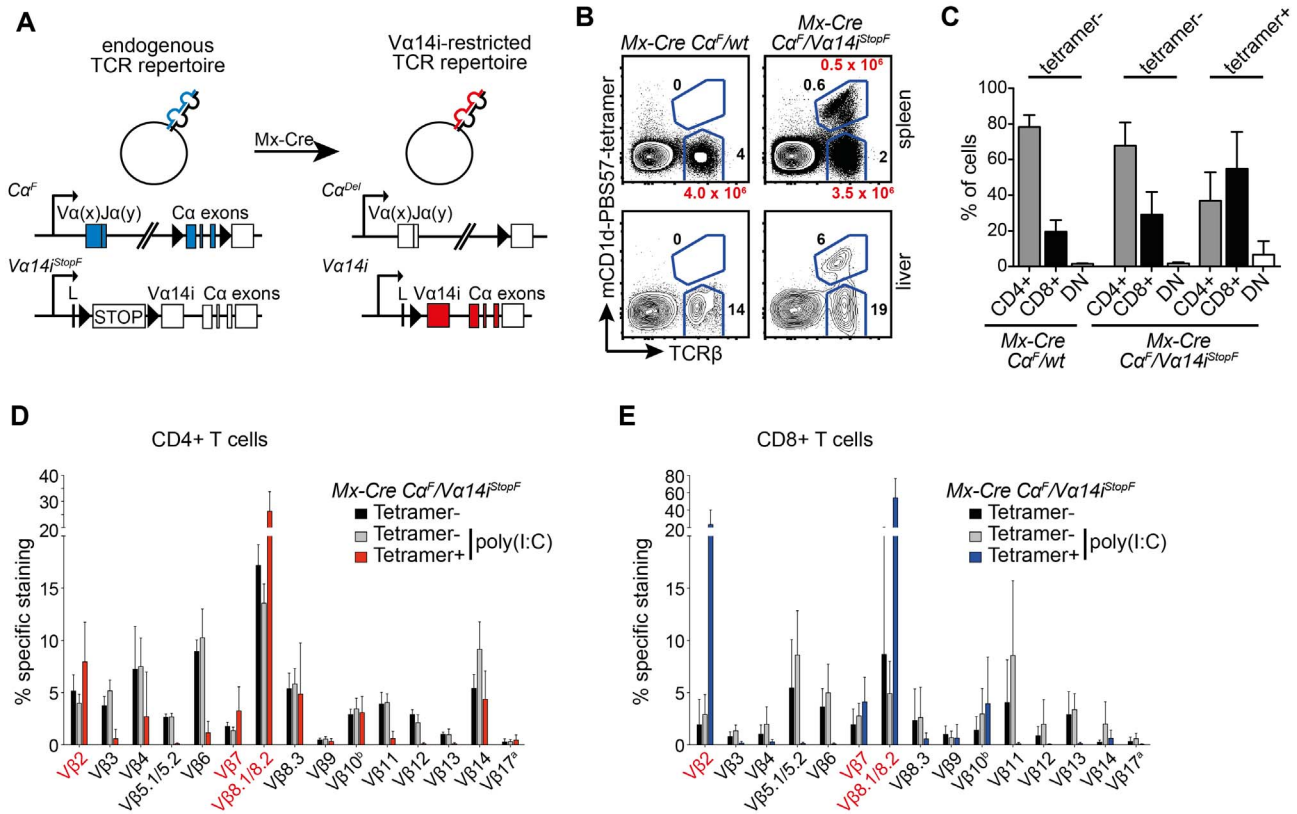 A
endogenous
TCR repertoire
Vα14i-restricted
TCR repertoire
Mx-Cre
CαF
Vα(x)Jα(y)
Cα exons
CαDel
Vα(x)Jα(y)
Vα14iStopF
L
STOP
Vα14i
Cα exons
Vα14i
L
Vα14i
Cα exons
B
Mx-Cre CαF/wt
Mx-Cre
CαF/Vα14iStopF
0.5 x 10⁶
0
0.6
4
2
4.0 x 10⁶
3.5 x 10⁶
spleen
0
6
14
19
liver
mCD1d-PBS57-tetramer
TCRβ
C
tetramer-
tetramer-
tetramer+
% of cells
100
80
60
40
20
0
CD4+
CD8+
DN
CD4+
CD8+
DN
CD4+
CD8+
DN
Mx-Cre
CαF/wt
Mx-Cre
CαF/Vα14iStopF
D
CD4+ T cells
Mx-Cre CαF/Vα14iStopF
Tetramer-
Tetramer-
Tetramer+
poly(I:C)
% specific staining
40
30
20
20
15
10
5
0
Vβ2
Vβ3
Vβ4
Vβ5.1/5.2
Vβ6
Vβ7
Vβ8.1/8.2
Vβ8.3
Vβ9
Vβ10ᵇ
Vβ11
Vβ12
Vβ13
Vβ14
Vβ17ᵃ
E
CD8+ T cells
Mx-Cre CαF/Vα14iStopF
Tetramer-
Tetramer-
Tetramer+
poly(I:C)
% specific staining
80
60
40
20
20
15
10
5
0
Vβ2
Vβ3
Vβ4
Vβ5.1/5.2
Vβ6
Vβ7
Vβ8.1/8.2
Vβ8.3
Vβ9
Vβ10ᵇ
Vβ11
Vβ12
Vβ13
Vβ14
Vβ17ᵃ